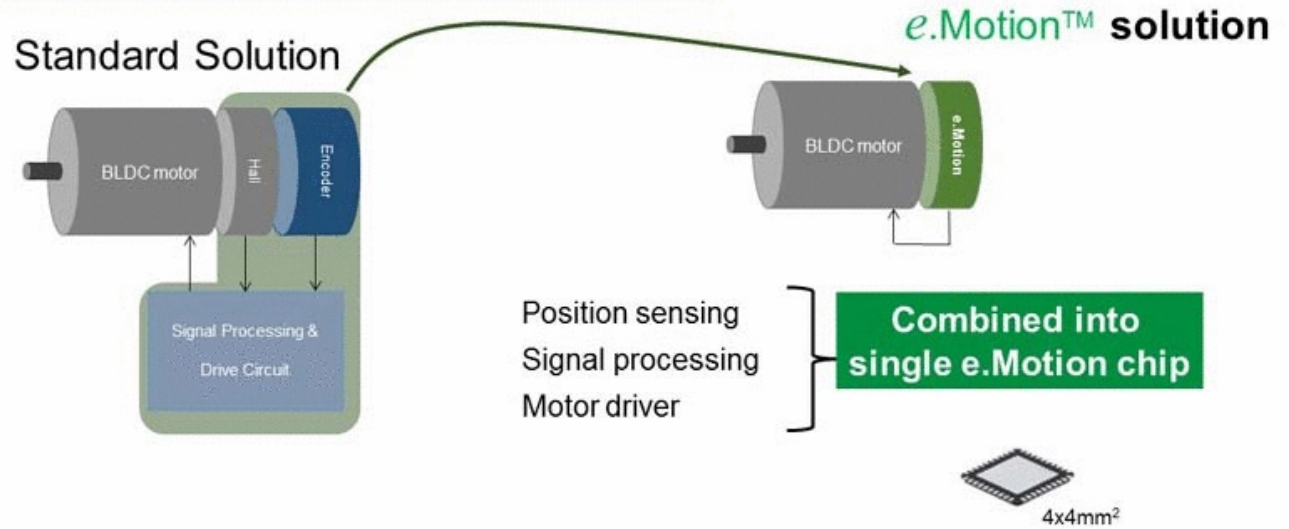 Standard Solution
e.Motion™ solution
BLDC motor
Hall
Encoder
Signal Processing &
Drive Circuit
BLDC motor
e.Motion
Position sensing
Signal processing
Motor driver
Combined into
single e.Motion chip
4x4mm²